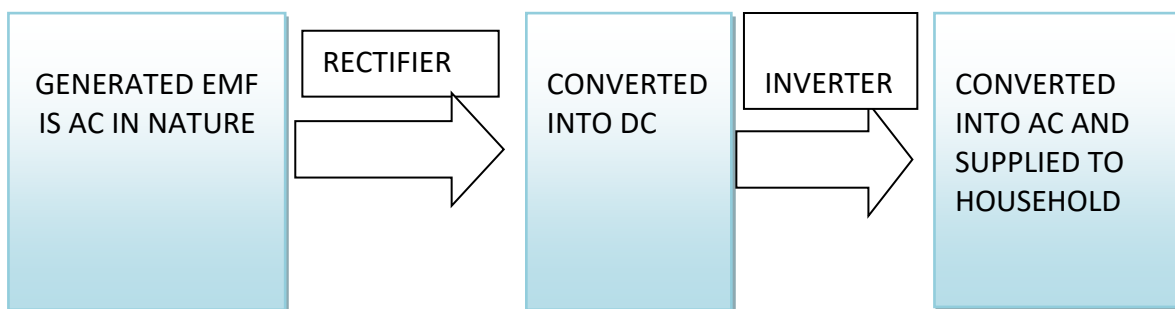 GENERATED EMF
IS AC IN NATURE
RECTIFIER
CONVERTED
INTO DC
INVERTER
CONVERTED
INTO AC AND
SUPPLIED TO
HOUSEHOLD